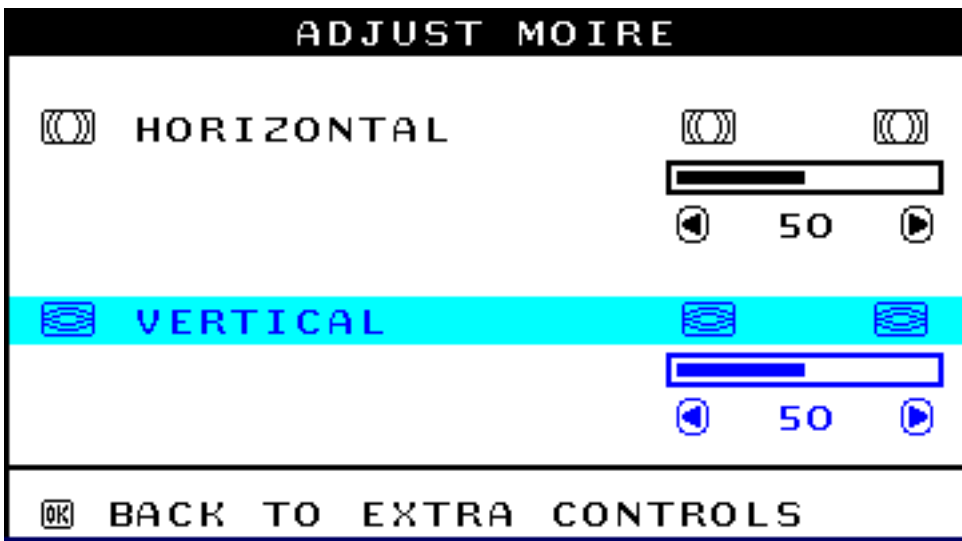 ADJUST MOIRE
HORIZONTAL
50
VERTICAL
50
OK BACK TO EXTRA CONTROLS